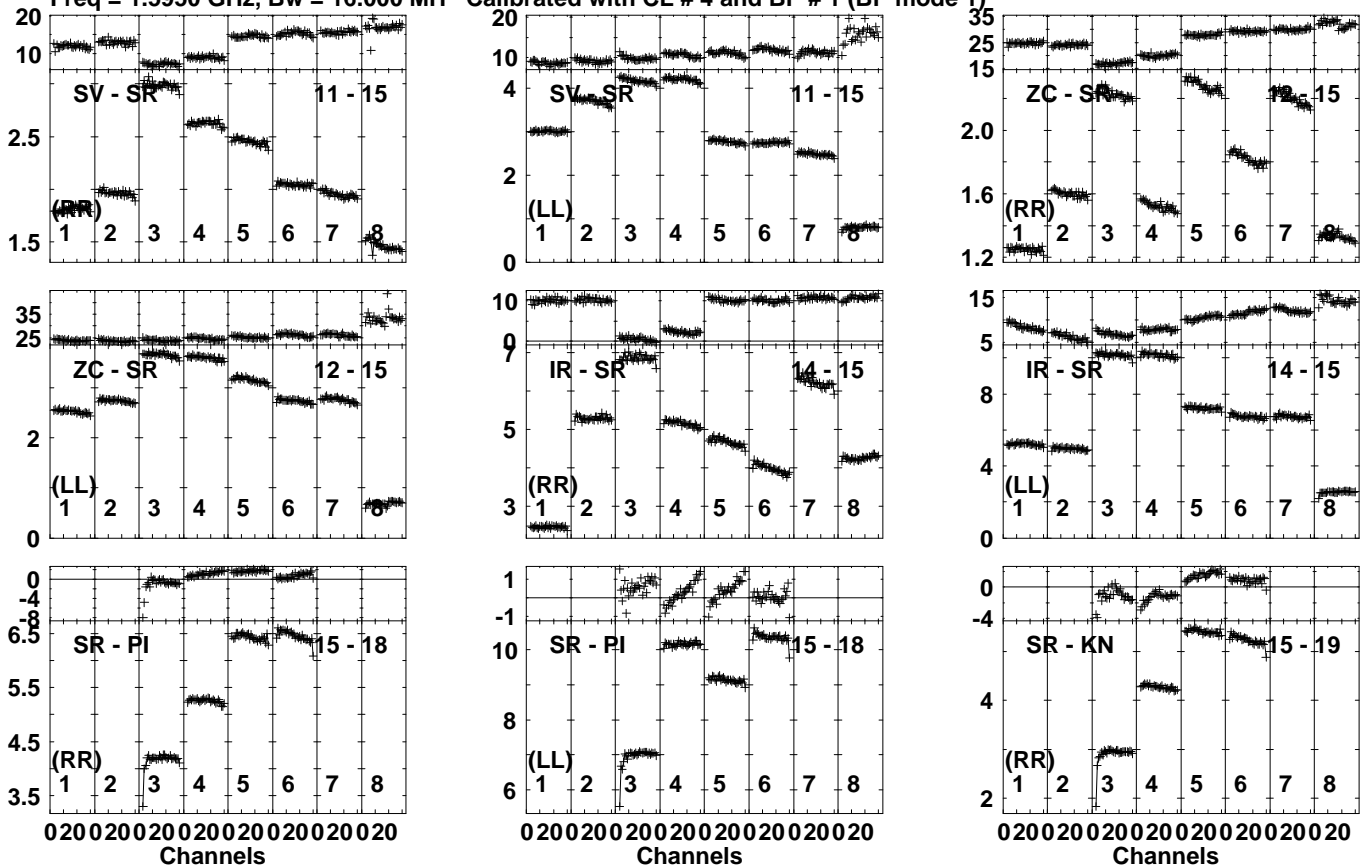 Freq = 1.5950 GHz, Bw = 16.000 MH Calibrated with CL # 4 and BP # 1 (BP mode 1)
20
10
SV - SR 11 - 15
2.5
1.5
(RR)
1 2 3 4 5 6 7 8
20
10
4
SV - SR 11 - 15
2
0
(LL)
1 2 3 4 5 6 7 8
35
25
15
ZC - SR 12 - 15
2.0
1.6
1.2
(RR)
1 2 3 4 5 6 7 8
35
25
ZC - SR 12 - 15
2
0
(LL)
1 2 3 4 5 6 7 8
10
0
7
IR - SR 14 - 15
5
3
(RR)
1 2 3 4 5 6 7 8
15
5
IR - SR 14 - 15
8
4
0
(LL)
1 2 3 4 5 6 7 8
0
-4
-8
6.5
SR - PI 15 - 18
5.5
4.5
3.5
(RR)
1 2 3 4 5 6 7 8
0 20 0 20 0 20 0 20 0 20 0 20 0 20 0 20
Channels
1
-1
SR - PI 15 - 18
10
8
6
(LL)
1 2 3 4 5 6 7 8
0 20 0 20 0 20 0 20 0 20 0 20 0 20 0 20
Channels
0
-4
SR - KN 15 - 19
4
2
(RR)
1 2 3 4 5 6 7 8
0 20 0 20 0 20 0 20 0 20 0 20 0 20 0 20
Channels